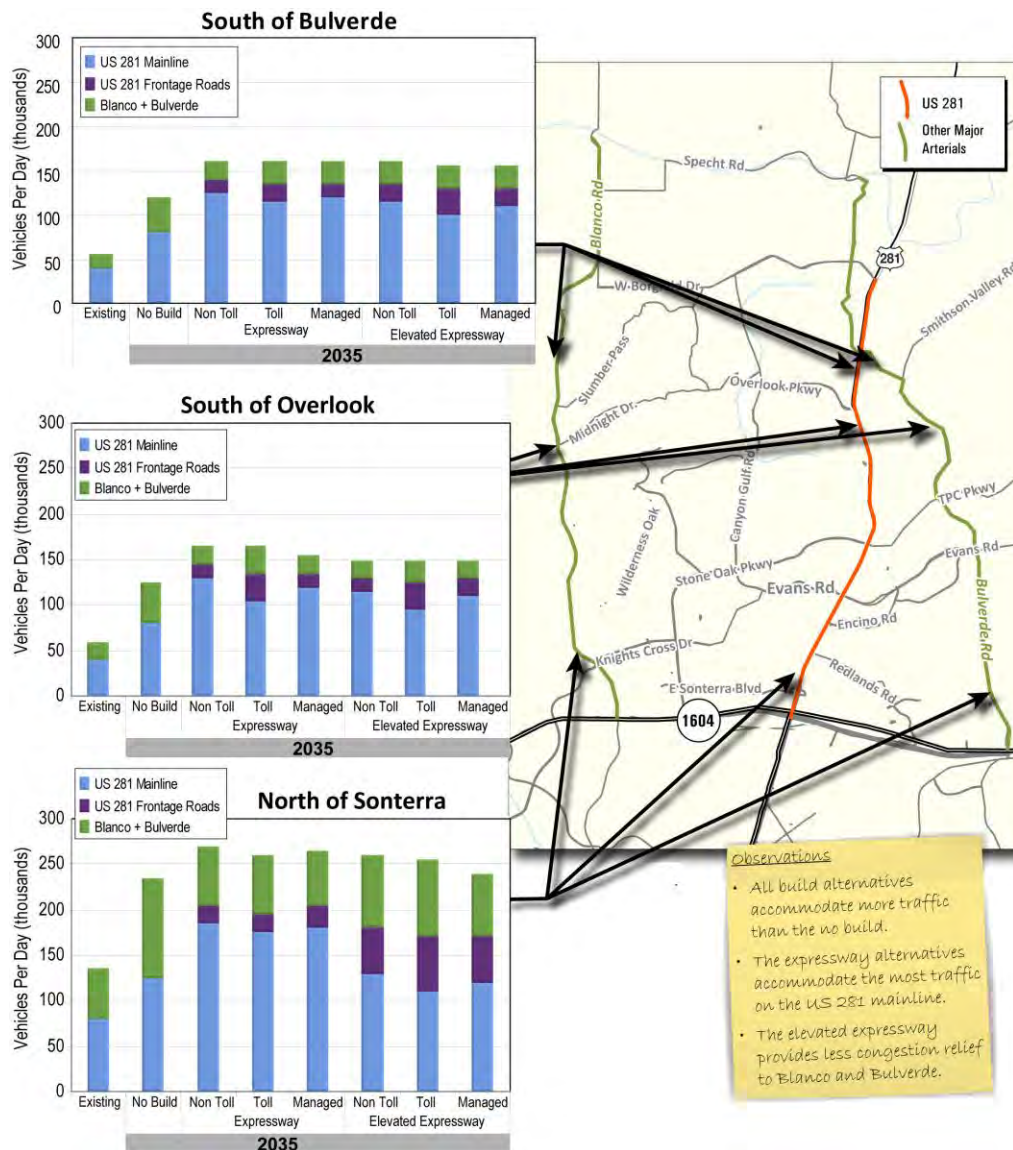 South of Bulverde
Vehicles Per Day (thousands)
300
250
200
150
100
50
0
US 281 Mainline
US 281 Frontage Roads
Blanco + Bulverde
Existing
No Build
Non Toll
Toll
Managed
Non Toll
Toll
Managed
Expressway
Elevated Expressway
2035
South of Overlook
Vehicles Per Day (thousands)
300
250
200
150
100
50
0
US 281 Mainline
US 281 Frontage Roads
Blanco + Bulverde
Existing
No Build
Non Toll
Toll
Managed
Non Toll
Toll
Managed
Expressway
Elevated Expressway
2035
North of Sonterra
Vehicles Per Day (thousands)
300
250
200
150
100
50
0
US 281 Mainline
US 281 Frontage Roads
Blanco + Bulverde
Existing
No Build
Non Toll
Toll
Managed
Non Toll
Toll
Managed
Expressway
Elevated Expressway
2035
US 281
Other Major
Arterials
Specht Rd
Blanco Rd
281
W Borgfeld Dr
Smithson Valley Rd
Slumber Pass
Overlook Pkwy
Midnight Dr.
Canyon Gulf Rd
Wilderness Oak
TPC Pkwy
Stone Oak Pkwy
Evans Rd
Evans Rd
Bulverde Rd
Encino Rd
Knights Cross Dr
Redlands Rd
E Sonterra Blvd
1604
Observations
• All build alternatives
accommodate more traffic
than the no build.
• The expressway alternatives
accommodate the most traffic
on the US 281 mainline.
• The elevated expressway
provides less congestion relief
to Blanco and Bulverde.